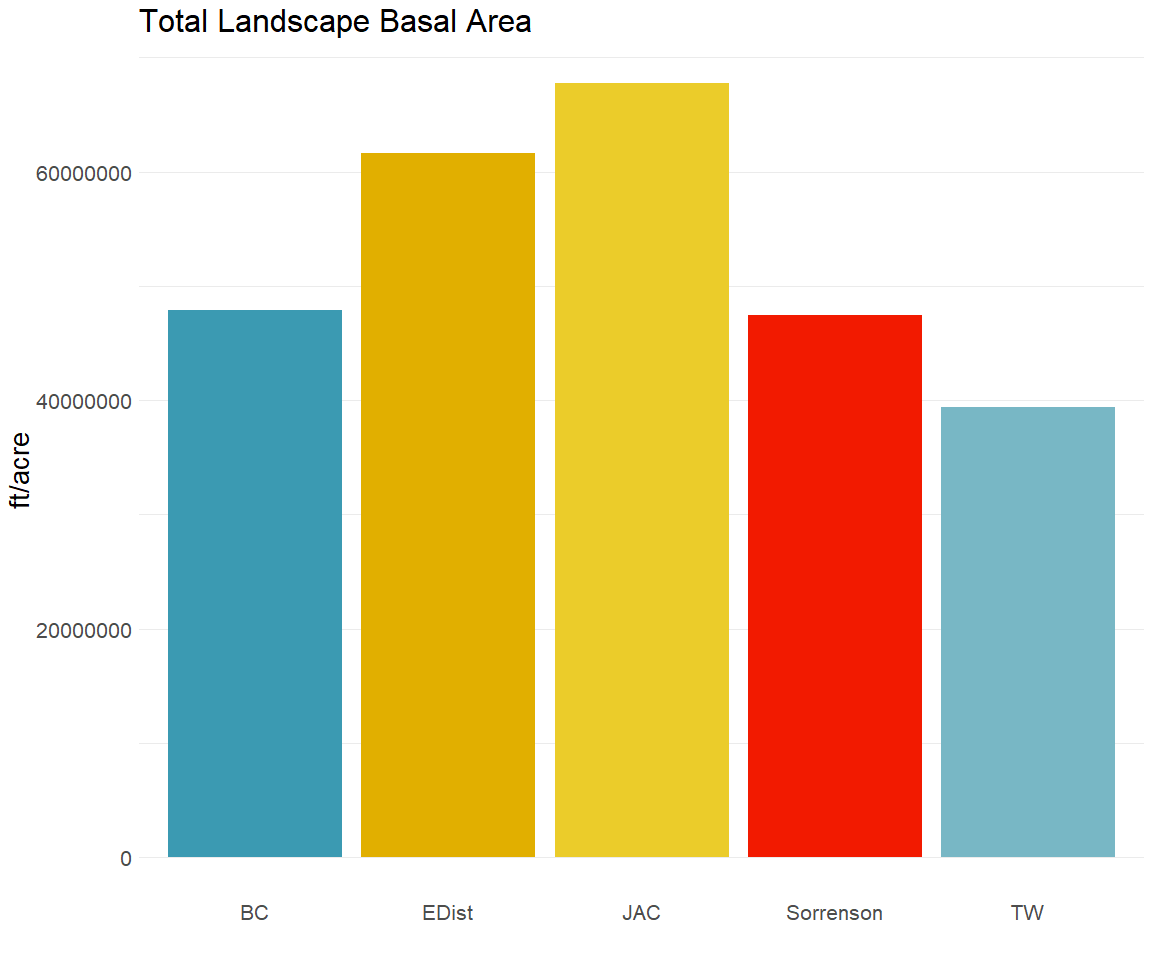 Total Landscape Basal Area
ft/acre
60000000
40000000
20000000
0
BC EDist JAC Sorrenson TW